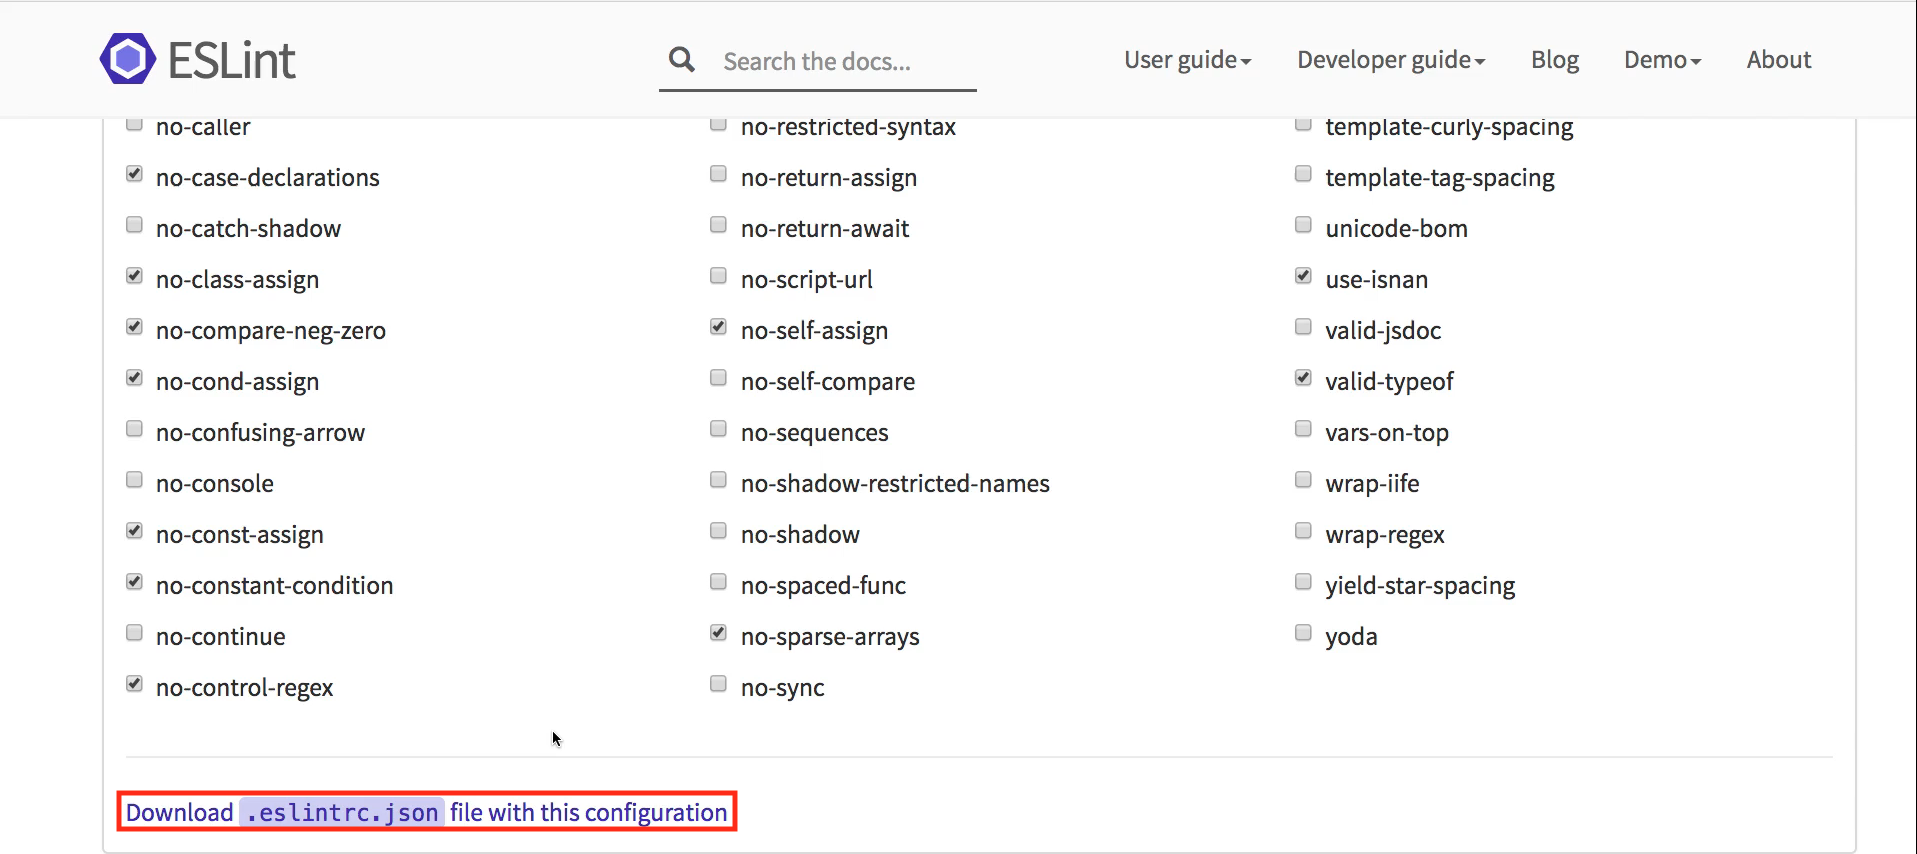 ESLint
Search the docs...
User guide
Developer guide
Blog
Demo
About
no-caller
no-case-declarations
no-catch-shadow
no-class-assign
no-compare-neg-zero
no-cond-assign
no-confusing-arrow
no-console
no-const-assign
no-constant-condition
no-continue
no-control-regex
no-restricted-syntax
no-return-assign
no-return-await
no-script-url
no-self-assign
no-self-compare
no-sequences
no-shadow-restricted-names
no-shadow
no-spaced-func
no-sparse-arrays
no-sync
template-curly-spacing
template-tag-spacing
unicode-bom
use-isnan
valid-jsdoc
valid-typeof
vars-on-top
wrap-iife
wrap-regex
yield-star-spacing
yoda
Download .eslintrc.json file with this configuration